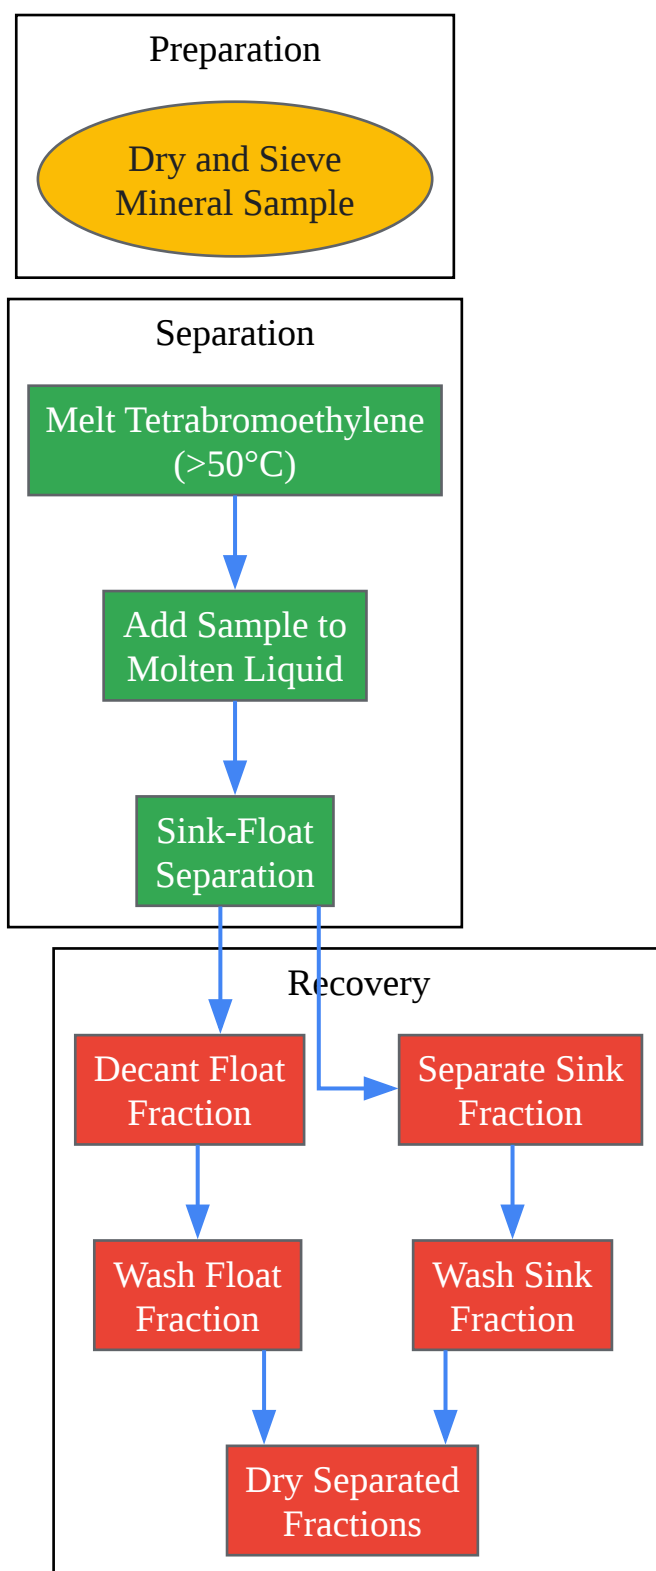 Preparation
Dry and Sieve
Mineral Sample
Separation
Melt Tetrabromoethylene
(>50°C)
Add Sample to
Molten Liquid
Sink-Float
Separation
Recovery
Decant Float
Fraction
Separate Sink
Fraction
Wash Float
Fraction
Wash Sink
Fraction
Dry Separated
Fractions